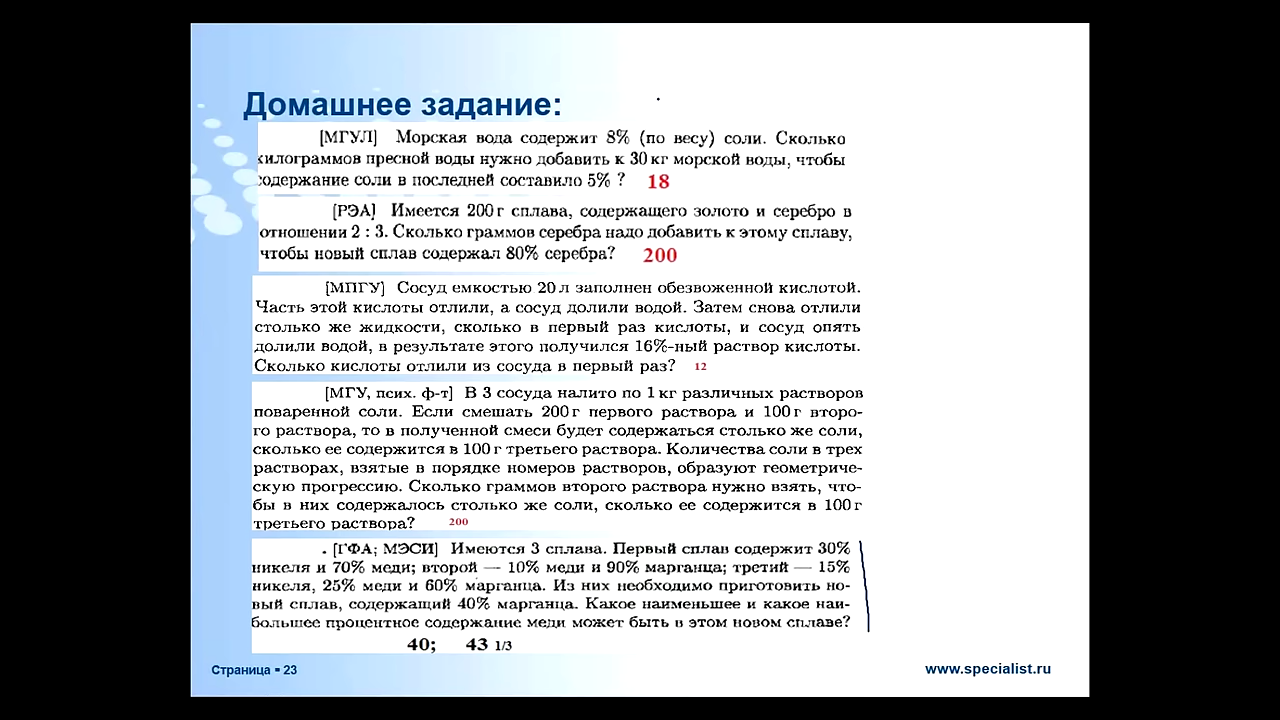 Домашнее задание:
[МГУЛ] Морская вода содержит 8% (по весу) соли. Сколько
килограммов пресной воды нужно добавить к 30 кг морской воды, чтобы
содержание соли в последней составило 5% ? 18
[РЭА] Имеется 200 г сплава, содержащего золото и серебро в
отношении 2 : 3. Сколько граммов серебра надо добавить к этому сплаву,
чтобы новый сплав содержал 80% серебра? 200
[МПГУ] Сосуд емкостью 20 л заполнен обезвоженной кислотой.
Часть этой кислоты отлили, а сосуд долили водой. Затем снова отлили
столько же жидкости, сколько в первый раз кислоты, и сосуд опять
долили водой, в результате этого получился 16%-ный раствор кислоты.
Сколько кислоты отлили из сосуда в первый раз? 12
[МГУ, псих. ф-т] В 3 сосуда налито по 1 кг различных растворов
поваренной соли. Если смешать 200 г первого раствора и 100 г второ-
го раствора, то в полученной смеси будет содержаться столько же соли,
сколько ее содержится в 100 г третьего раствора. Количества соли в трех
растворах, взятые в порядке номеров растворов, образуют геометриче-
скую прогрессию. Сколько граммов второго раствора нужно взять, что-
бы в них содержалось столько же соли, сколько ее содержится в 100 г
третьего раствора? 200
. [ГФА; МЭСИ] Имеются 3 сплава. Первый сплав содержит 30%
никеля и 70% меди; второй — 10% меди и 90% марганца; третий — 15%
никеля, 25% меди и 60% марганца. Из них необходимо приготовить но-
вый сплав, содержащий 40% марганца. Какое наименьшее и какое наи-
большее процентное содержание меди может быть в этом новом сплаве?
40; 43 1/3
Страница ▪ 23
www.specialist.ru